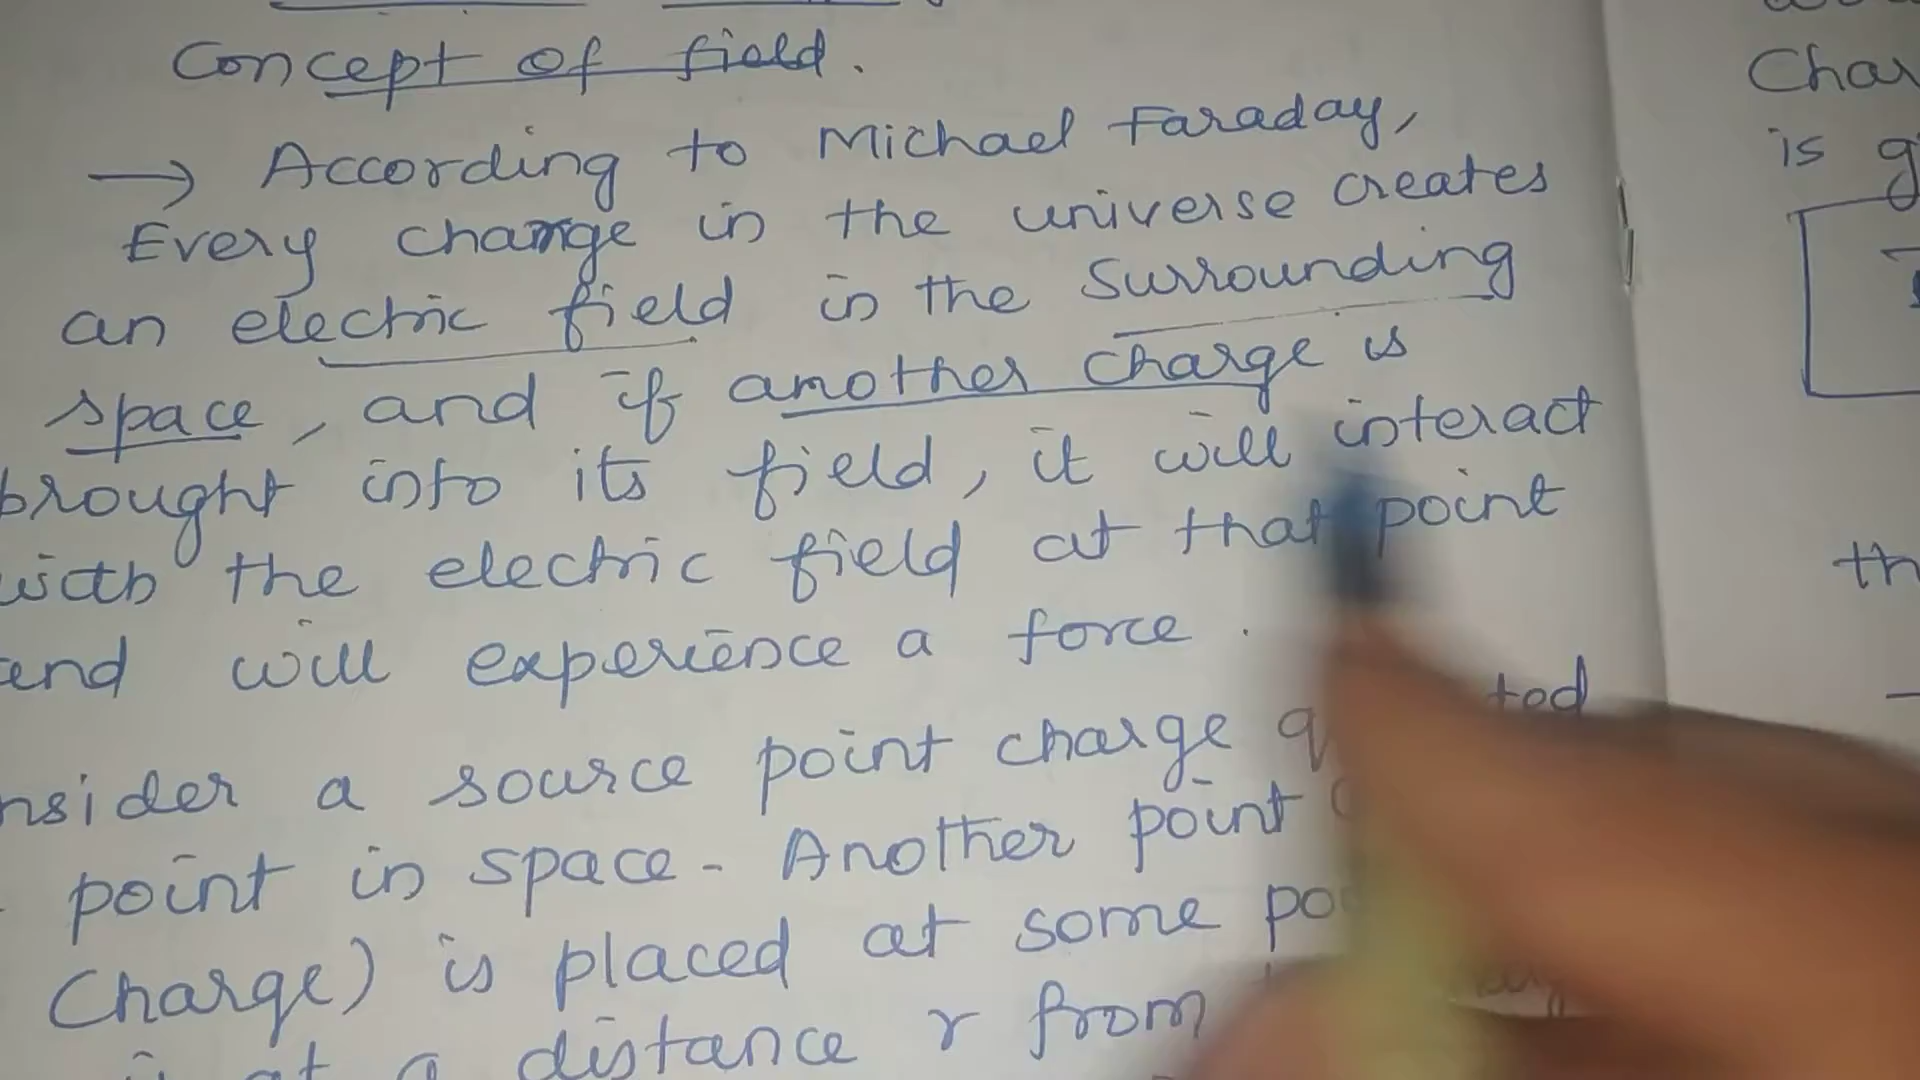 Concept of field.
→ According to Michael Faraday,
Every charge in the universe creates
an electric field in the surrounding
space, and if another charge is
brought into its field, it will interact
with the electric field at that point
and will experience a force.
a source point charge q
point in space. Another point
Charge) is placed at some
at a distance r from
is